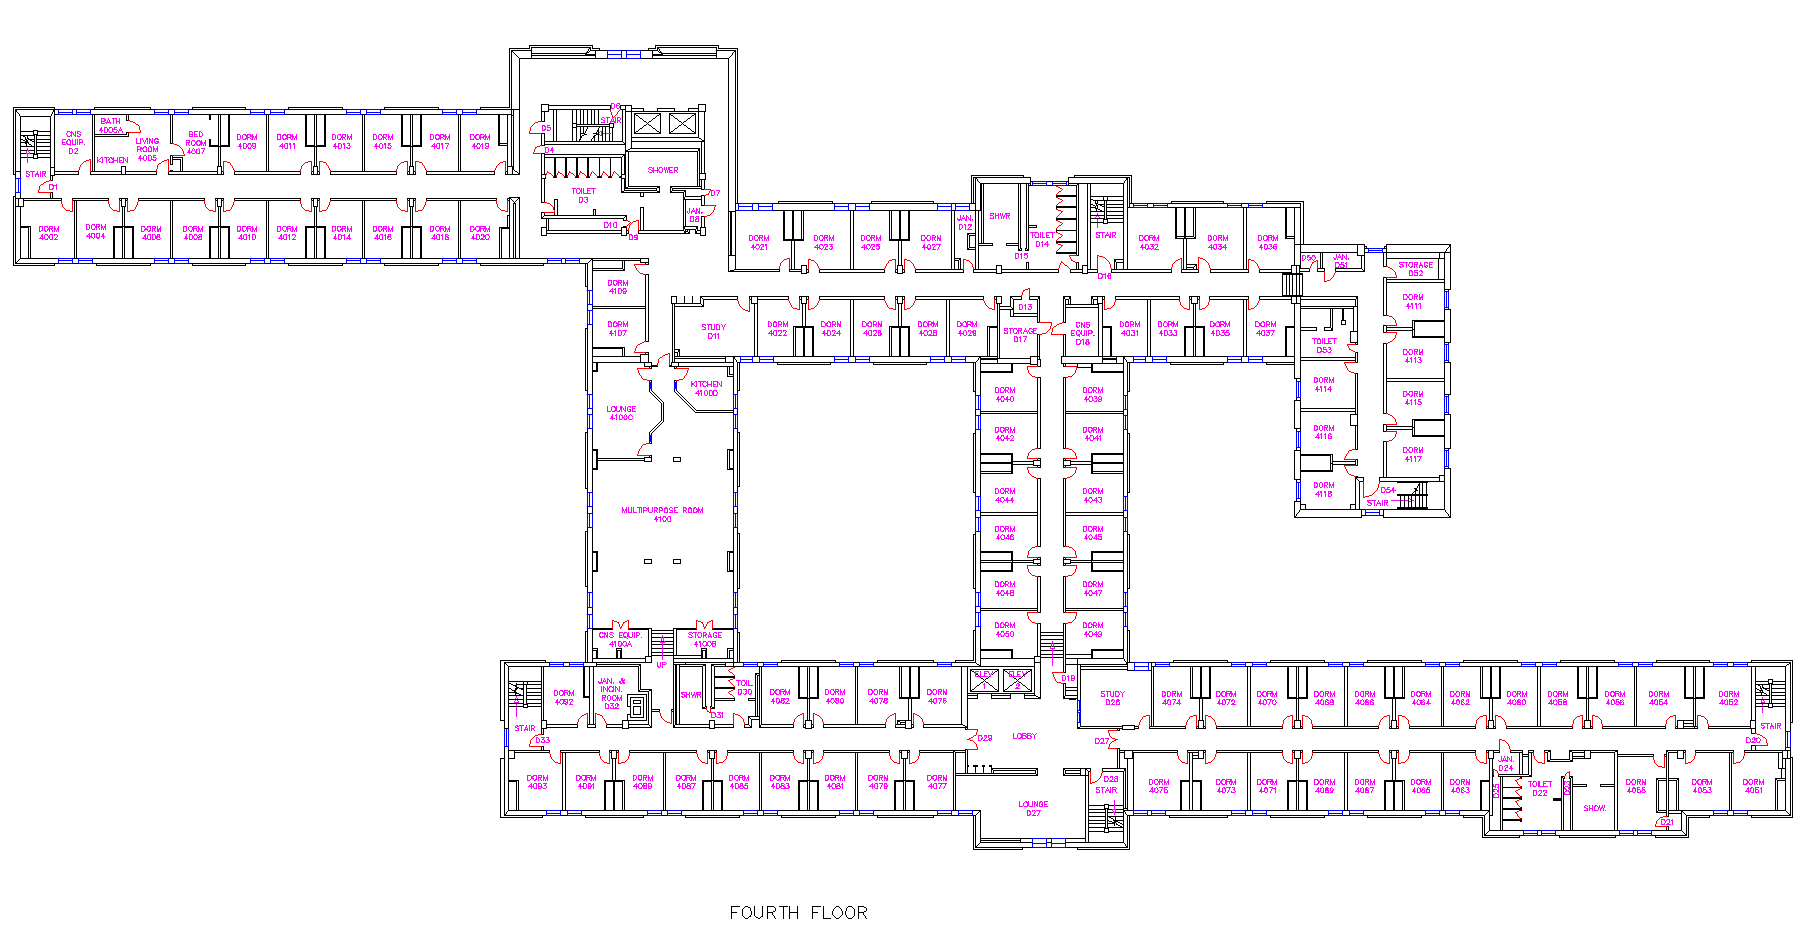 D6
STAIR
D5
D4
BATH
4005A
CNS
EQUIP.
D2
LIVING
ROOM
4005
KITCHEN
BED
ROOM
4007
DORM
4009
DORM
4011
DORM
4013
DORM
4015
DORM
4017
DORM
4019
STAIR
D1
SHOWER
TOILET
D3
D7
JAN.
D8
D10
D9
DORM
4002
DORM
4004
DORM
4006
DORM
4008
DORM
4010
DORM
4012
DORM
4014
DORM
4016
DORM
4018
DORM
4020
DORM
4021
DORM
4023
DORM
4025
DORM
4027
JAN.
D12
SHWR
TOILET
D14
D15
STAIR
D16
DORM
4032
DORM
4034
DORM
4036
D50
JAN.
D51
STORAGE
D52
DORM
4109
DORM
4107
STUDY
D11
DORM
4022
DORM
4024
DORM
4026
DORM
4028
DORM
4029
D13
STORAGE
D17
CNS
EQUIP.
D18
DORM
4031
DORM
4033
DORM
4035
DORM
4037
TOILET
D53
DORM
4111
DORM
4113
DORM
4115
DORM
4117
DORM
4114
DORM
4116
DORM
4118
D54
STAIR
KITCHEN
4100D
LOUNGE
4100C
MULTIPURPOSE ROOM
4100
CNS EQUIP.
4100A
STORAGE
4100B
UP
DORM
4040
DORM
4039
DORM
4042
DORM
4041
DORM
4044
DORM
4043
DORM
4046
DORM
4045
DORM
4048
DORM
4047
DORM
4050
DORM
4049
STAIR
D33
DORM
4092
JAN. &
INCIN.
ROOM
D32
SHWR
TOIL.
D30
D31
DORM
4082
DORM
4080
DORM
4078
DORM
4076
ELEV
1
ELEV
2
D19
LOBBY
D29
D27
STUDY
D26
DORM
4074
DORM
4072
DORM
4070
DORM
4068
DORM
4066
DORM
4064
DORM
4062
DORM
4060
DORM
4058
DORM
4056
DORM
4054
DORM
4052
STAIR
D20
DORM
4093
DORM
4091
DORM
4089
DORM
4087
DORM
4085
DORM
4083
DORM
4081
DORM
4079
DORM
4077
LOUNGE
D27
D28
STAIR
DORM
4075
DORM
4073
DORM
4071
DORM
4069
DORM
4067
DORM
4065
DORM
4063
JAN.
D24
D25
TOILET
D22
D23
SHOW.
DORM
4055
DORM
4053
DORM
4051
D21
FOURTH FLOOR